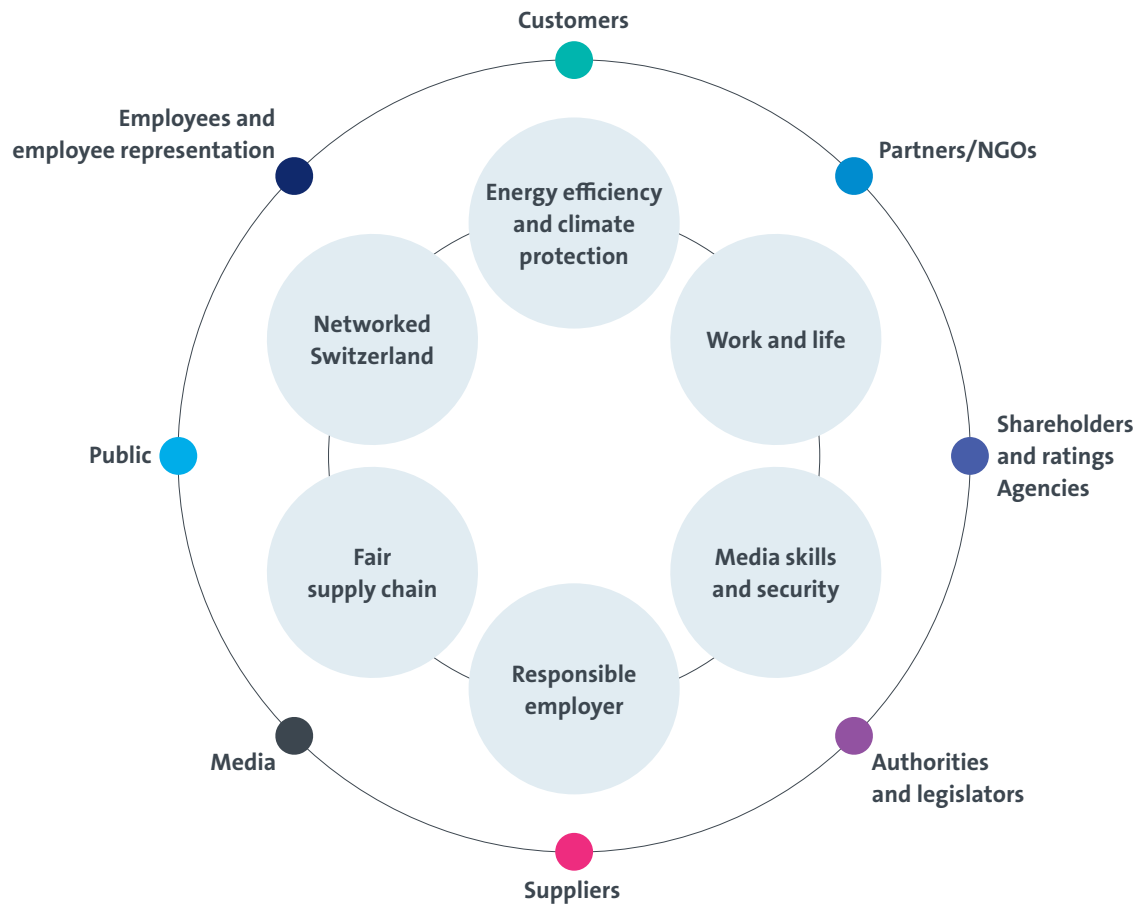 Customers
Employees and
employee representation
Partners/NGOs
Energy efficiency
and climate
protection
Networked
Switzerland
Work and life
Public
Shareholders
and ratings
Agencies
Fair
supply chain
Media skills
and security
Responsible
employer
Media
Authorities
and legislators
Suppliers